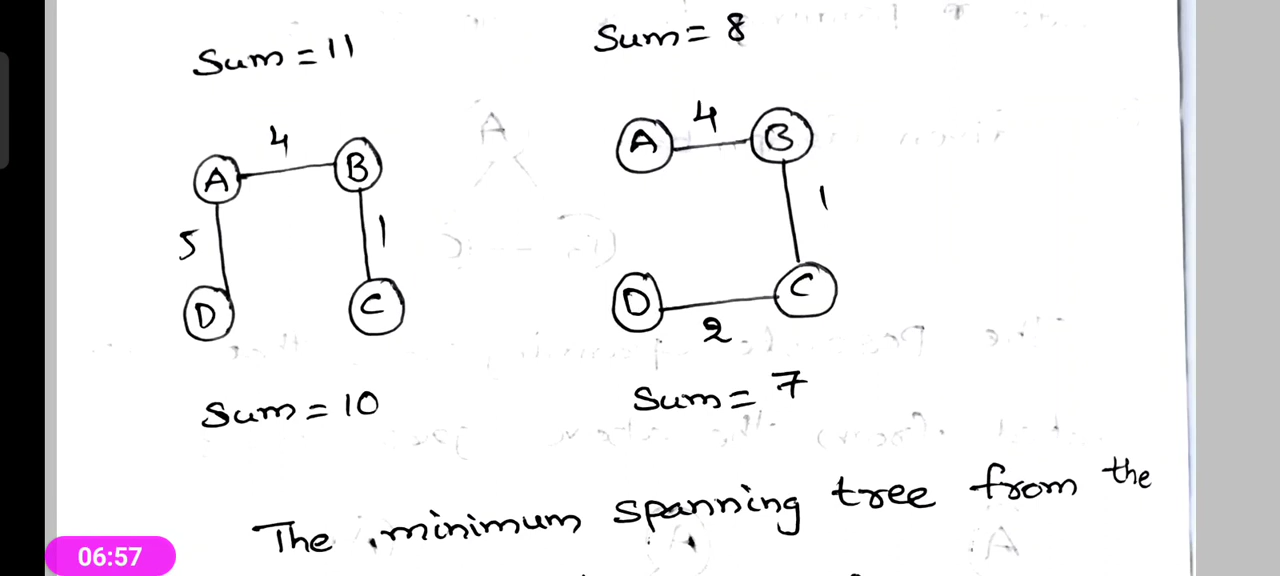 Sum = 11
Sum = 8
4
A
B
5
1
D
C
Sum = 10
A
4
B
1
D
C
2
Sum = 7
The minimum spanning tree from the
06:57